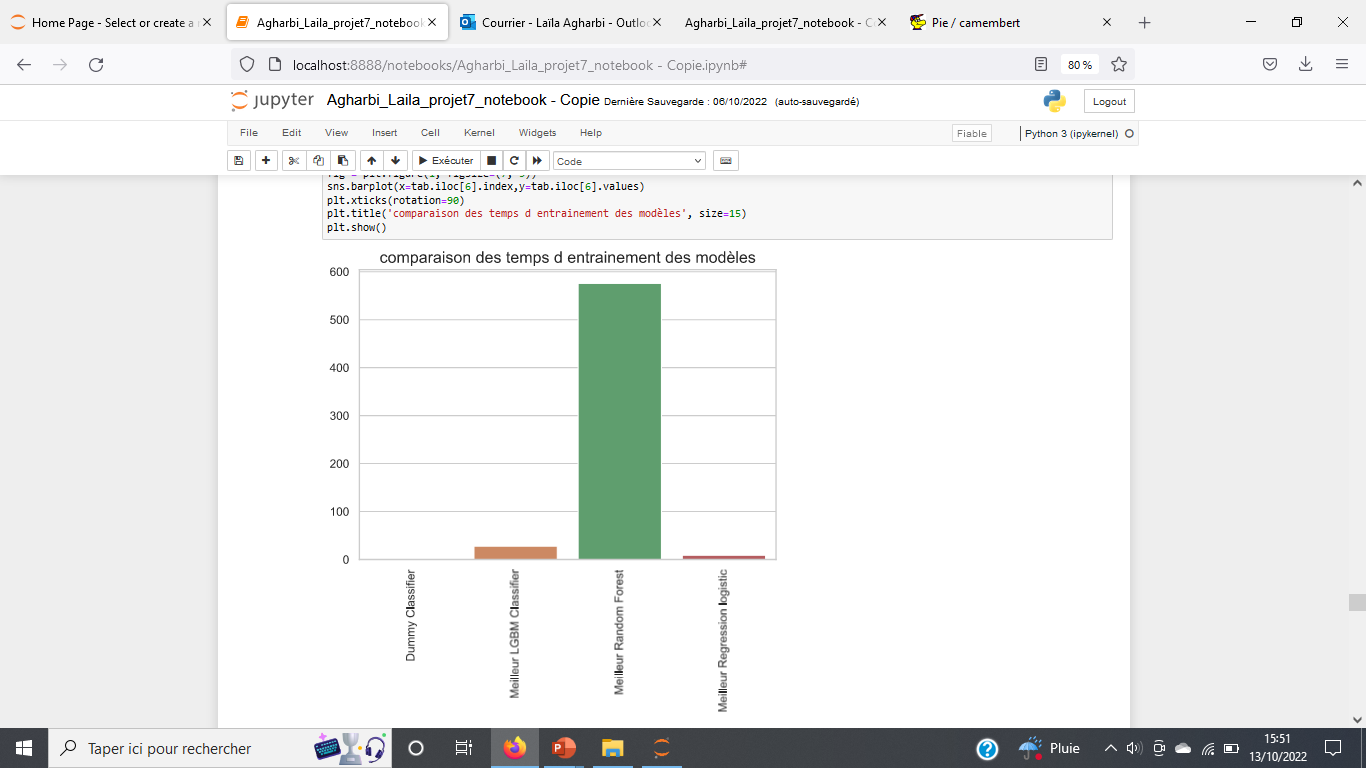 Home Page - Select or create a
Agharbi_Laila_projet7_notebook
Courrier - Laïla Agharbi - Outlo
Agharbi_Laila_projet7_notebook - C
Pie / camembert
localhost:8888/notebooks/Agharbi_Laila_projet7_notebook - Copie.ipynb#
80 %
jupyter Agharbi_Laila_projet7_notebook - Copie Dernière Sauvegarde : 06/10/2022 (auto-sauvegardé)
Logout
File Edit View Insert Cell Kernel Widgets Help
Fiable
Python 3 (ipykernel)
Exécuter
Code
sns.barplot(x=tab.iloc[6].index,y=tab.iloc[6].values)
plt.xticks(rotation=90)
plt.title('comparaison des temps d entrainement des modèles', size=15)
plt.show()
comparaison des temps d entrainement des modèles
600
500
400
300
200
100
0
Dummy Classifier
Meilleur LGBM Classifier
Meilleur Random Forest
Meilleur Regression logistic
Taper ici pour rechercher
Pluie
15:51
13/10/2022